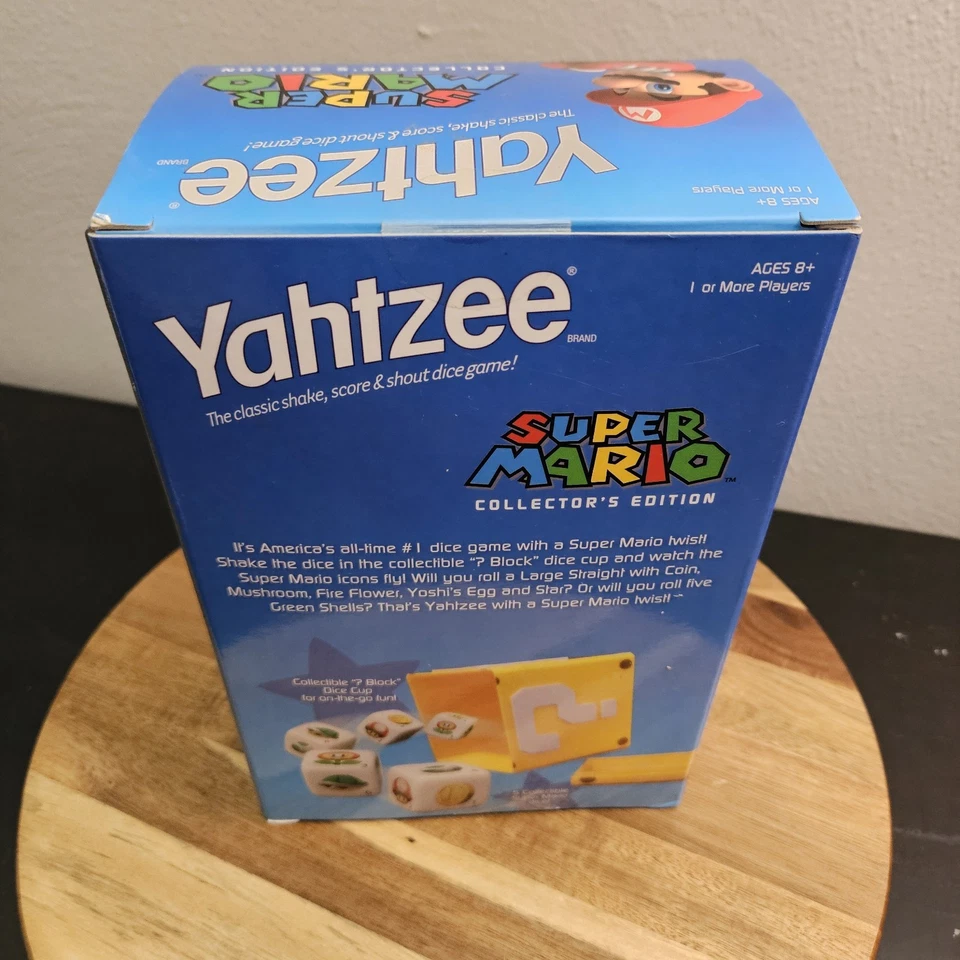 COLLECTOR'S EDITION
SUPER
MARIO
The classic shake, score & shout dice game!
Yahtzee®
BRAND
AGES 8+
1 or More Players
M
Yahtzee®
BRAND
The classic shake, score & shout dice game!
AGES 8+
1 or More Players
SUPER
MARIO™
COLLECTOR'S EDITION
It's America's all-time #1 dice game with a Super Mario twist!
Shake the dice in the collectible "? Block" dice cup and watch the
Super Mario icons fly! Will you roll a Large Straight with Coin,
Mushroom, Fire Flower, Yoshi's Egg and Star? Or will you roll five
Green Shells? That's Yahtzee with a Super Mario twist!
Collectible "? Block"
Dice Cup
for on-the-go fun!
?